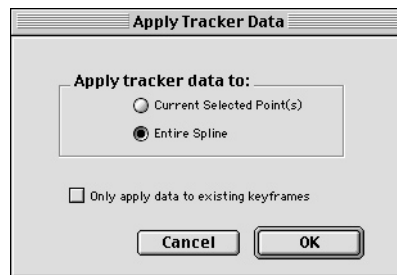 Apply Tracker Data
Apply tracker data to:
Current Selected Point(s)
Entire Spline
Only apply data to existing keyframes
Cancel OK